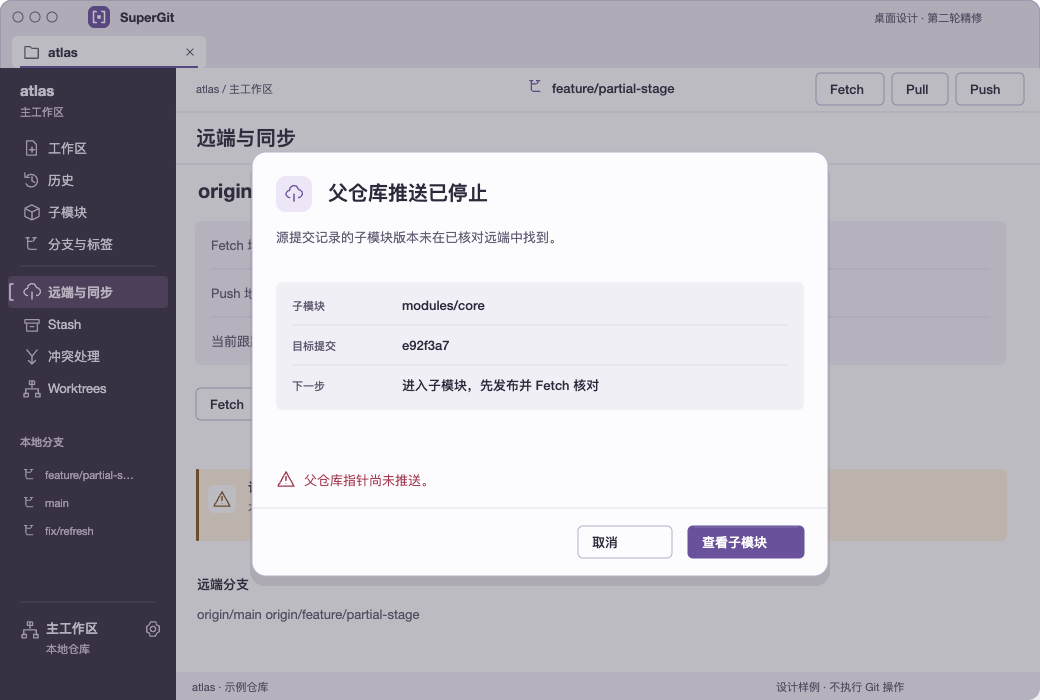 SuperGit
桌面设计 · 第二轮精修
atlas
atlas
主工作区
工作区
历史
子模块
分支与标签
远端与同步
Stash
冲突处理
Worktrees
本地分支
feature/partial-s...
main
fix/refresh
主工作区
本地仓库
atlas / 主工作区
feature/partial-stage
Fetch
Pull
Push
远端与同步
origin
Fetch
Push
当前跟
Fetch
父仓库推送已停止
源提交记录的子模块版本未在已核对远端中找到。
子模块
modules/core
目标提交
e92f3a7
下一步
进入子模块，先发布并 Fetch 核对
父仓库指针尚未推送。
取消
查看子模块
远端分支
origin/main origin/feature/partial-stage
atlas · 示例仓库
设计样例 · 不执行 Git 操作